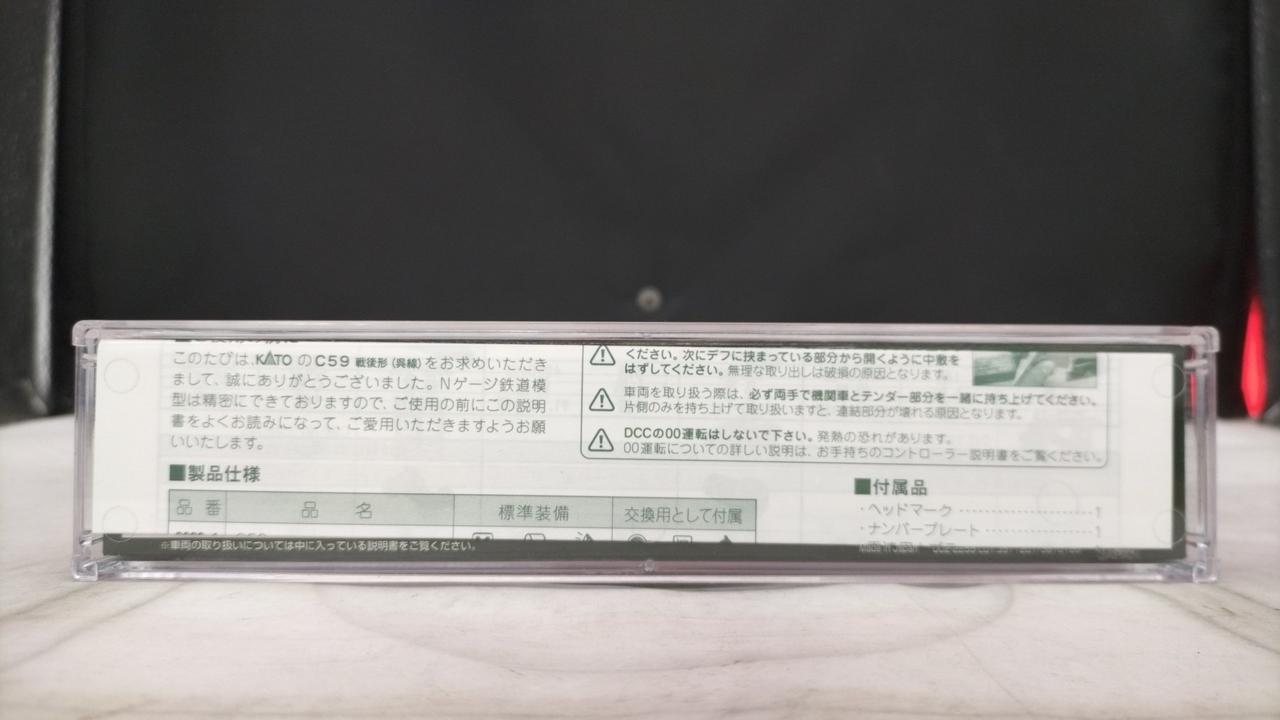 このたびは、KATO の C59 戦後形 (呉線) をお求めいただき
まして、誠にありがとうございました。Nゲージ鉄道模
型は精密にできておりますので、ご使用の前にこの説明
書をよくお読みになって、ご愛用いただきますようお願
いいたします。
ください。次にデフに挟まっている部分から開くように中敷を
はずしてください。無理な取り出しは破損の原因となります。
車両を取り扱う際は、必ず両手で機関車とテンダー部分を一緒に持ち上げてください。
片側のみを持ち上げて取り扱いますと、連結部分が壊れる原因となります。
DCCの00運転はしないで下さい。発熱の恐れがあります。
00運転についての詳しい説明は、お手持ちのコントローラー説明書をご覧ください。
■製品仕様
品 番 品 名 標準装備 交換用として付属
■付属品
・ヘッドマーク 1
・ナンバープレート 1
※車両の取り扱いについては中に入っている説明書をご覧ください。